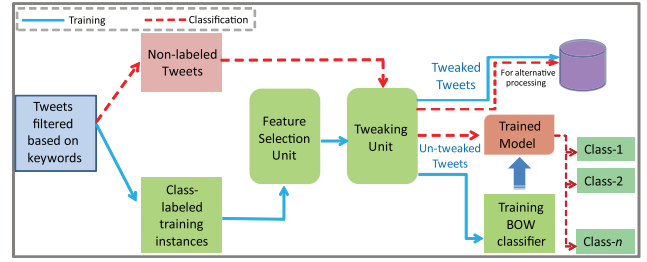 Training
Classification
Non-labeled
Tweets
Tweets
filtered
based on
keywords
Class-
labeled
training
instances
Feature
Selection
Unit
Tweaking
Unit
Tweaked
Tweets
For alternative
processing
Un-tweaked
Tweets
Trained
Model
Training
BOW
classifier
Class-1
Class-2
Class-n